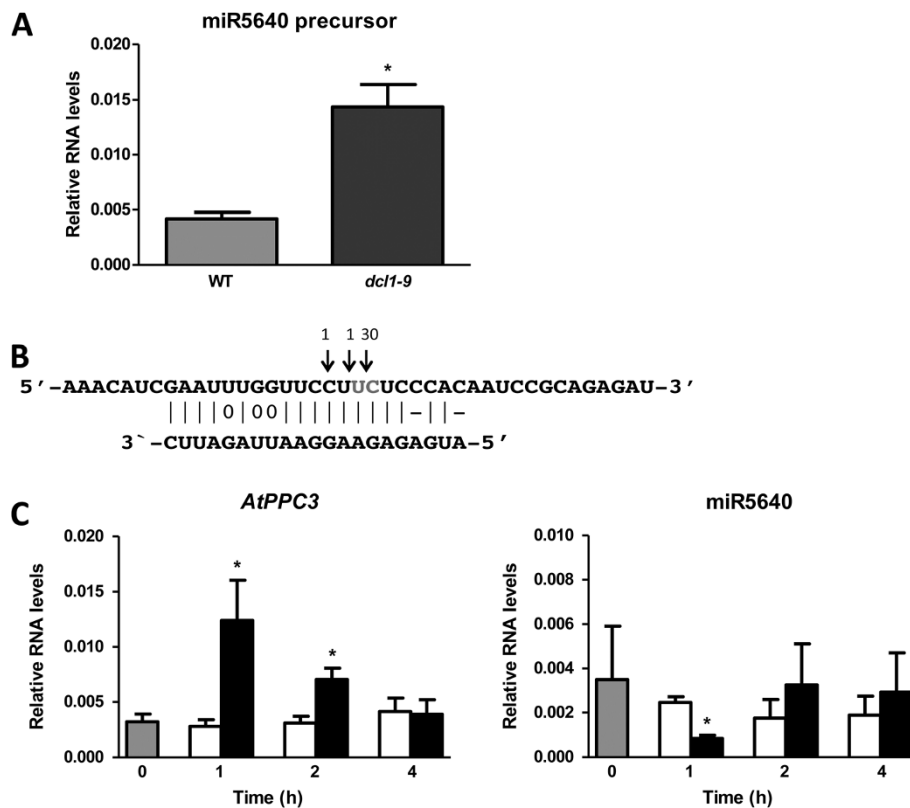 A
miR5640 precursor
Relative RNA levels
0.020
0.015
0.010
0.005
0.000
*
WT
dcl1-9
B
1 1 30
5′-AAACAUCGAAUUUGGUUCCUUCUCCCACAAUCCGCAGAGAU-3′
||||0|00|||||||||-||-
3`-CUUAGAUUAAGGAAGAGAGUA-5′
C
AtPPC3
Relative RNA levels
0.020
0.015
0.010
0.005
0.000
*
*
0 1 2 4
Time (h)
miR5640
Relative RNA levels
0.010
0.008
0.006
0.004
0.002
0.000
*
0 1 2 4
Time (h)